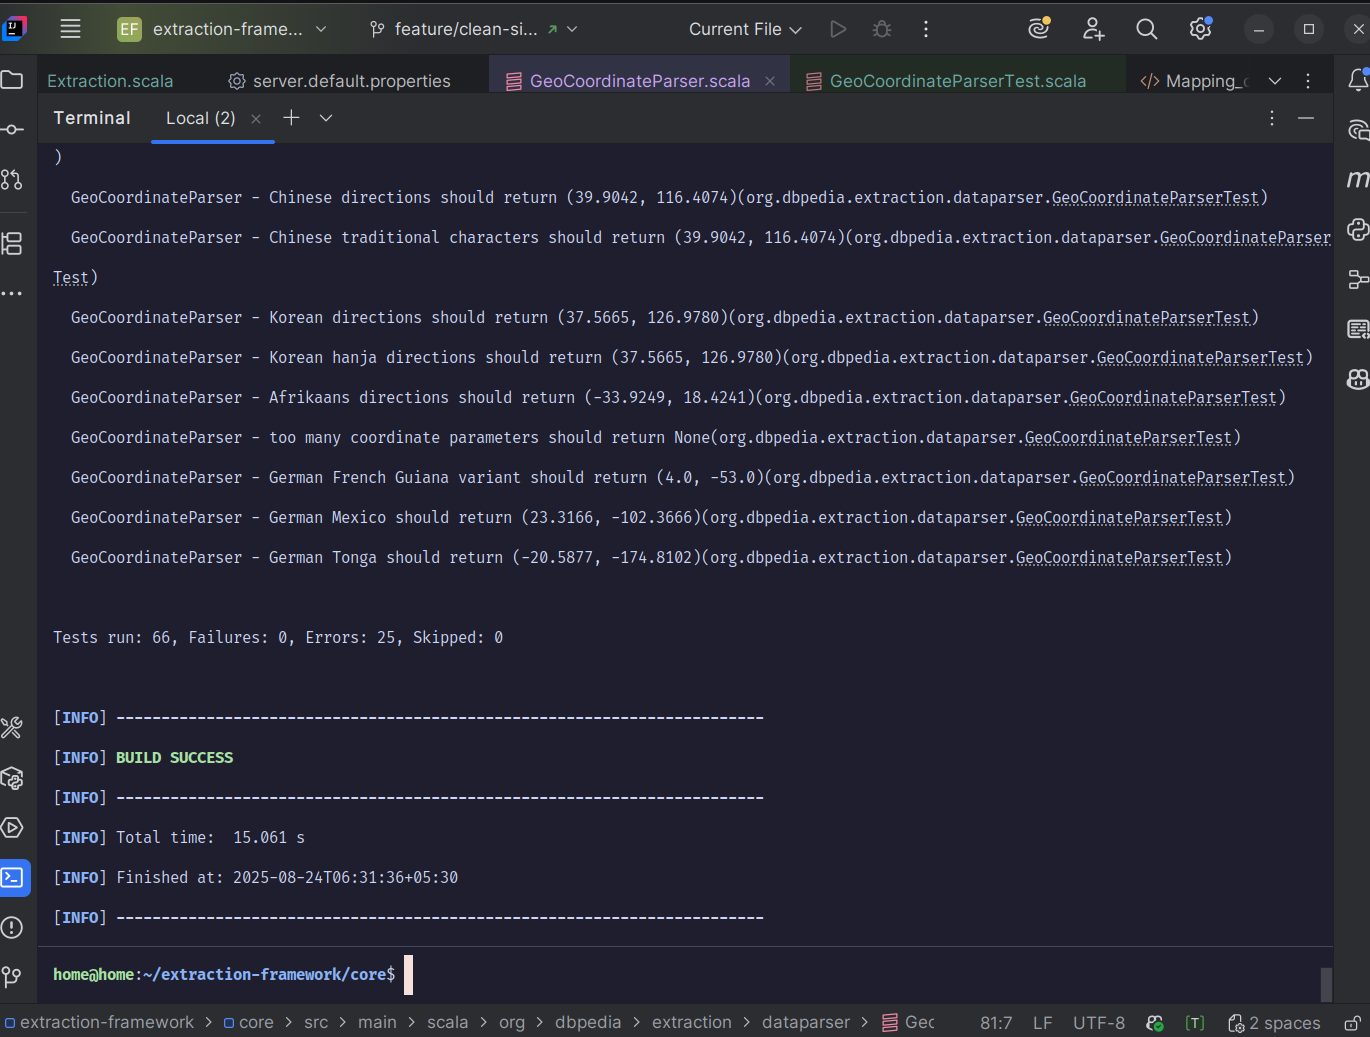 EF extraction-frame... feature/clean-si... Current File
Extraction.scala server.default.properties GeoCoordinateParser.scala GeoCoordinateParserTest.scala Mapping_
Terminal Local (2)
)
GeoCoordinateParser - Chinese directions should return (39.9042, 116.4074)(org.dbpedia.extraction.dataparser.GeoCoordinateParserTest)
GeoCoordinateParser - Chinese traditional characters should return (39.9042, 116.4074)(org.dbpedia.extraction.dataparser.GeoCoordinateParser
Test)
GeoCoordinateParser - Korean directions should return (37.5665, 126.9780)(org.dbpedia.extraction.dataparser.GeoCoordinateParserTest)
GeoCoordinateParser - Korean hanja directions should return (37.5665, 126.9780)(org.dbpedia.extraction.dataparser.GeoCoordinateParserTest)
GeoCoordinateParser - Afrikaans directions should return (-33.9249, 18.4241)(org.dbpedia.extraction.dataparser.GeoCoordinateParserTest)
GeoCoordinateParser - too many coordinate parameters should return None(org.dbpedia.extraction.dataparser.GeoCoordinateParserTest)
GeoCoordinateParser - German French Guiana variant should return (4.0, -53.0)(org.dbpedia.extraction.dataparser.GeoCoordinateParserTest)
GeoCoordinateParser - German Mexico should return (23.3166, -102.3666)(org.dbpedia.extraction.dataparser.GeoCoordinateParserTest)
GeoCoordinateParser - German Tonga should return (-20.5877, -174.8102)(org.dbpedia.extraction.dataparser.GeoCoordinateParserTest)
Tests run: 66, Failures: 0, Errors: 25, Skipped: 0
[INFO] ------------------------------------------------------------------------
[INFO] BUILD SUCCESS
[INFO] ------------------------------------------------------------------------
[INFO] Total time:  15.061 s
[INFO] Finished at: 2025-08-24T06:31:36+05:30
[INFO] ------------------------------------------------------------------------
home@home:~/extraction-framework/core$
extraction-framework > core > src > main > scala > org > dbpedia > extraction > dataparser > Geo 81:7 LF UTF-8 [T] 2 spaces